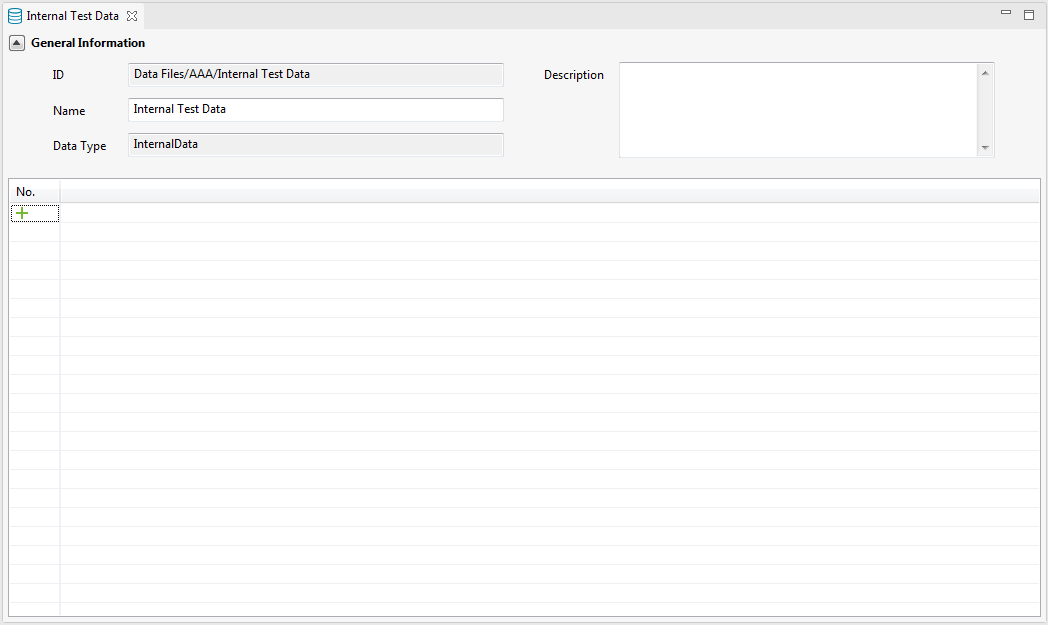 Internal Test Data
General Information
ID
Data Files/AAA/Internal Test Data
Description
Name
Internal Test Data
Data Type
InternalData
No.